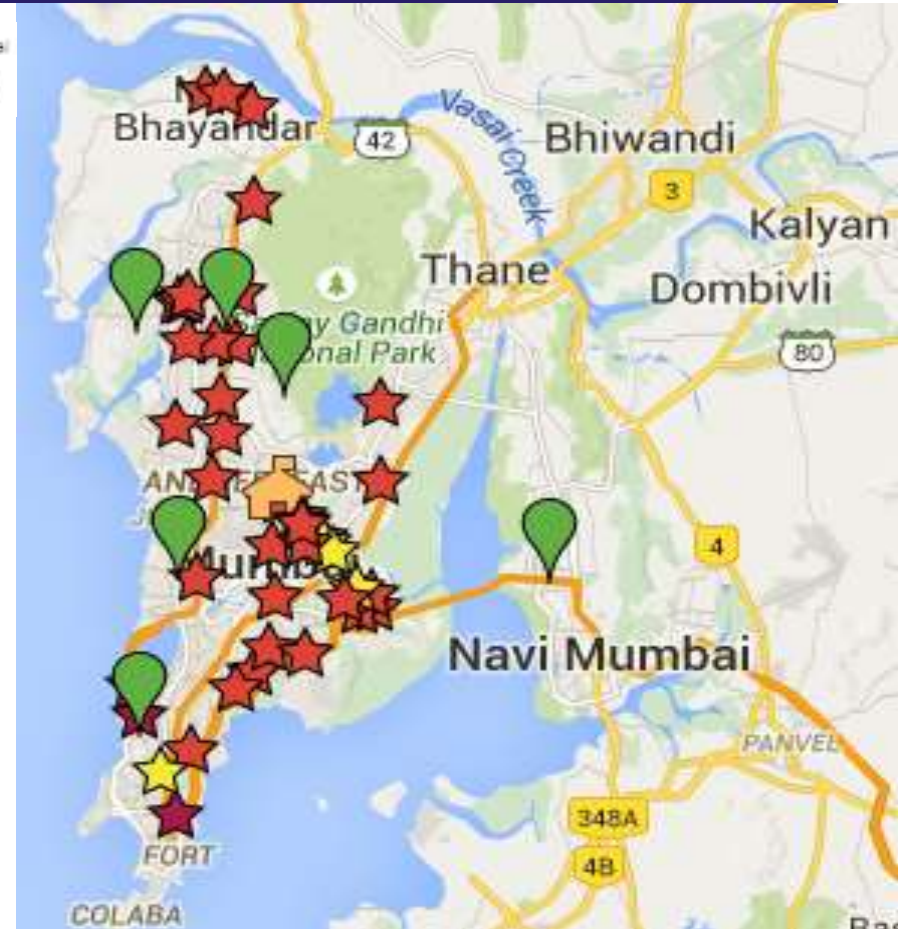 Bhayandar
42
Vasai Creek
Bhiwandi
3
Kalyan
Thane
Dombivli
Gandhi
Park
80
4
Navi Mumbai
PANVEL
348A
4B
FORT
COLABA